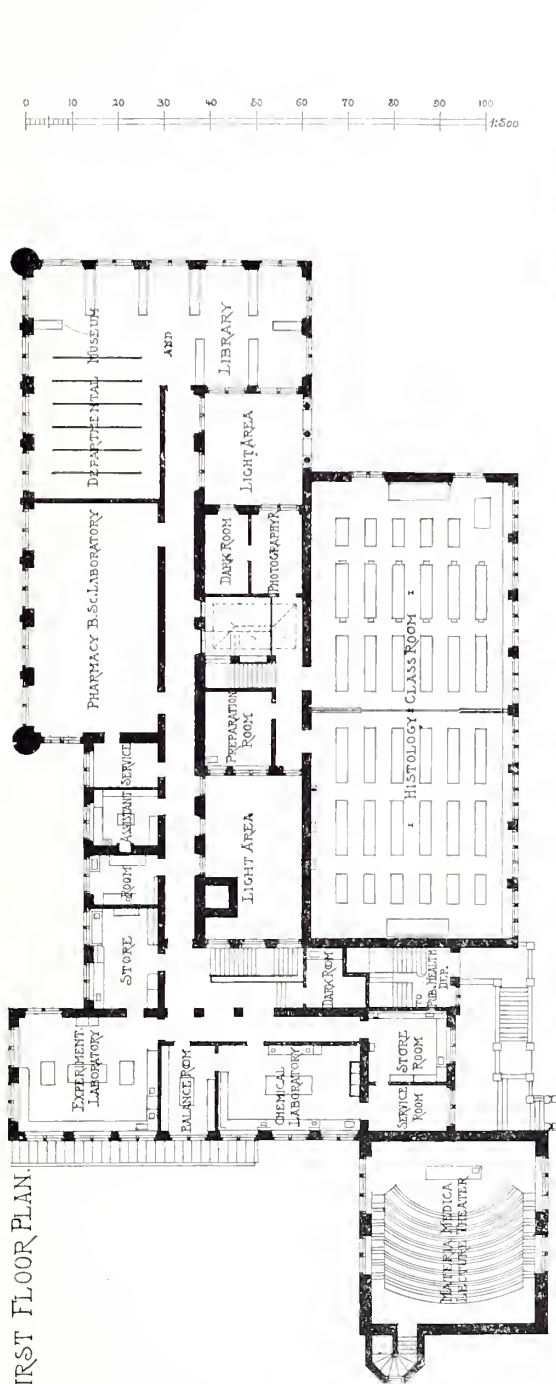 0 10 20 30 40 50 60 70 80 90 100
1:500
DEPARTMENTAL MUSEUM
AND
LIBRARY
LIGHT AREA
PHARMACY B.SC. LABORATORY
DARK ROOM
PHOTOGRAPHY R
PREPARATION
ROOM
HISTOLOGY CLASS ROOM
I
I
SERVICE
ASSISTANT
ROOM
STORE
LIGHT AREA
DARK ROOM
TO
PUB. HEALTH
DEP.
EXPERIMENT.
LABORATORY
BALANCE ROOM
CHEMICAL
LABORATORY
STORE
ROOM
SERVICE
ROOM
MATERIA MEDICA
LECTURE THEATER
IRST FLOOR PLAN.